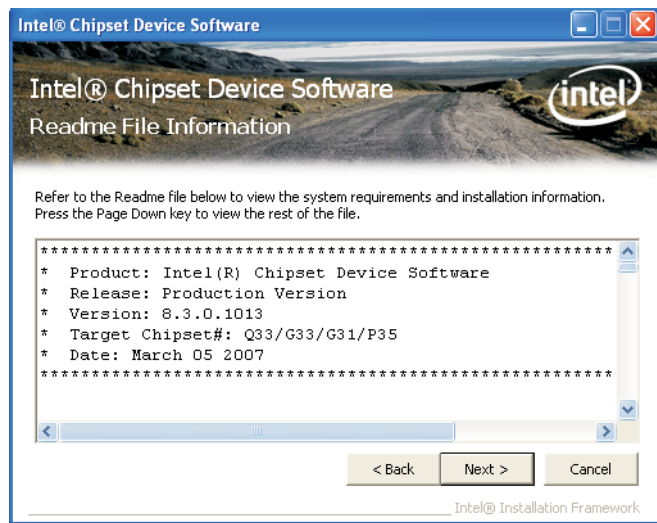 Intel® Chipset Device Software
Intel® Chipset Device Software
intel
Readme File Information
Refer to the Readme file below to view the system requirements and installation information.
Press the Page Down key to view the rest of the file.
********************************************************
* Product: Intel(R) Chipset Device Software
* Release: Production Version
* Version: 8.3.0.1013
* Target Chipset#: Q33/G33/G31/P35
* Date: March 05 2007
********************************************************
< Back Next > Cancel
Intel® Installation Framework